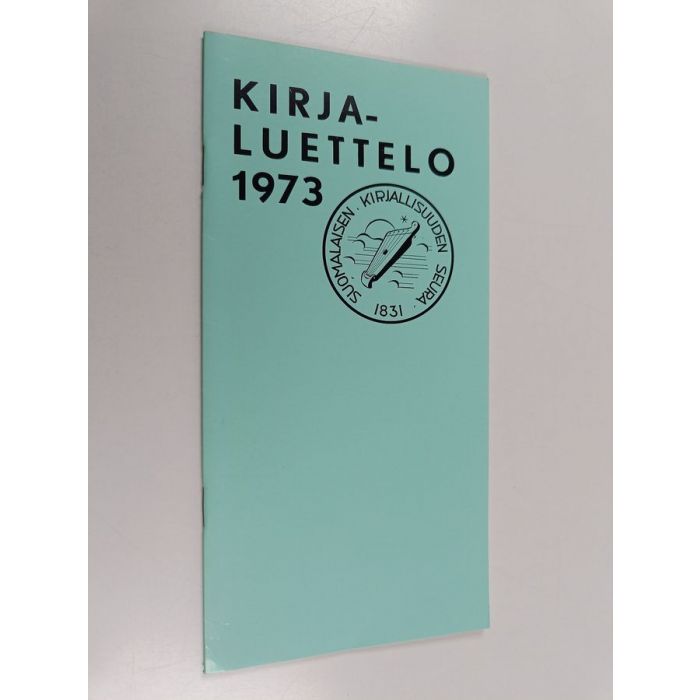 KIRJA-
LUETTELO
1973
SUOMALAISEN · KIRJALLISUUDEN SEURA ·
1831